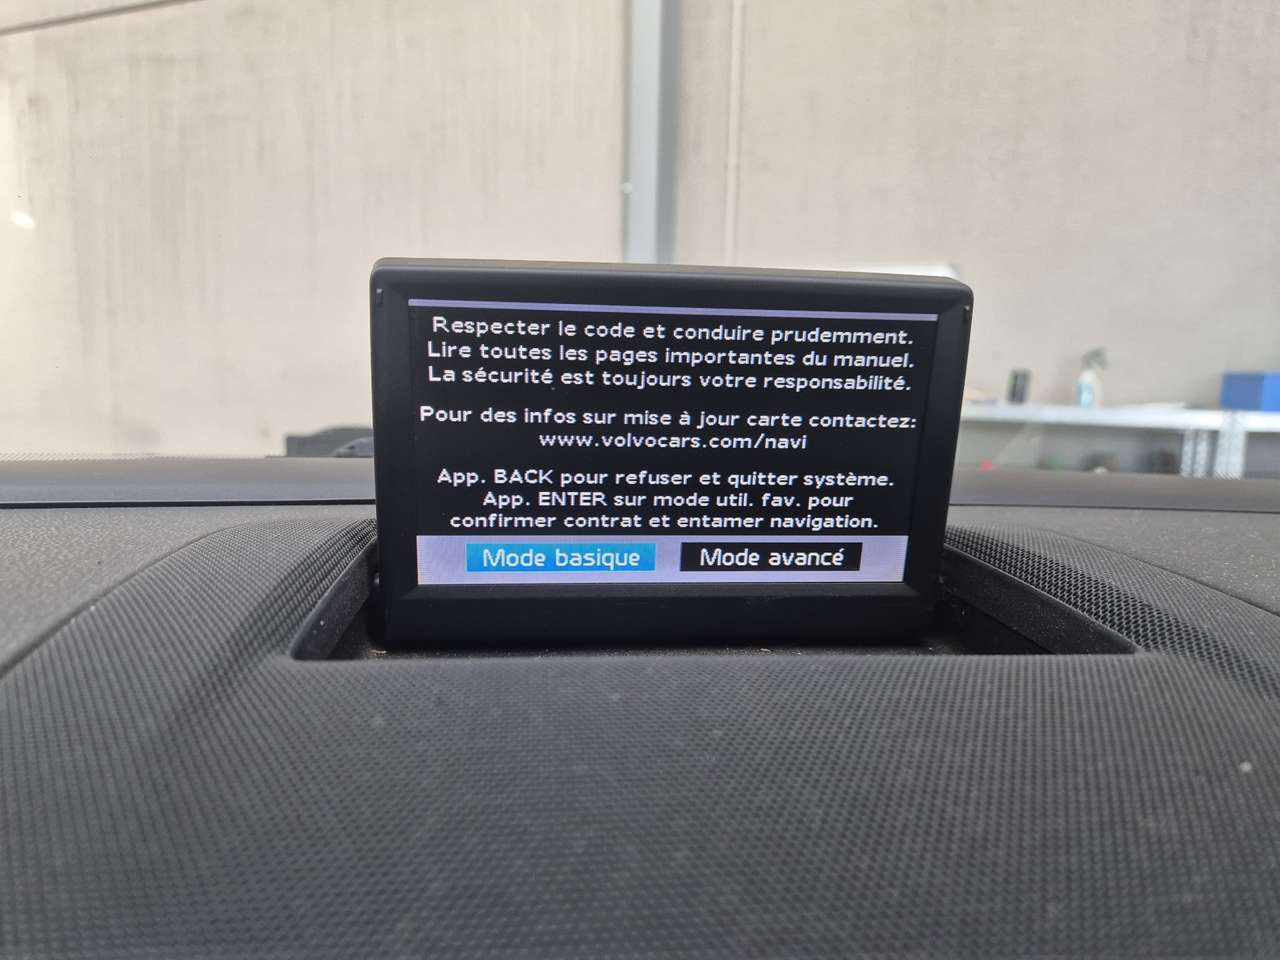 Respecter le code et conduire prudemment.
Lire toutes les pages importantes du manuel.
La sécurité est toujours votre responsabilité.
Pour des infos sur mise à jour carte contactez:
www.volvocars.com/navi
App. BACK pour refuser et quitter système.
App. ENTER sur mode util. fav. pour
confirmer contrat et entamer navigation.
Mode basique Mode avancé